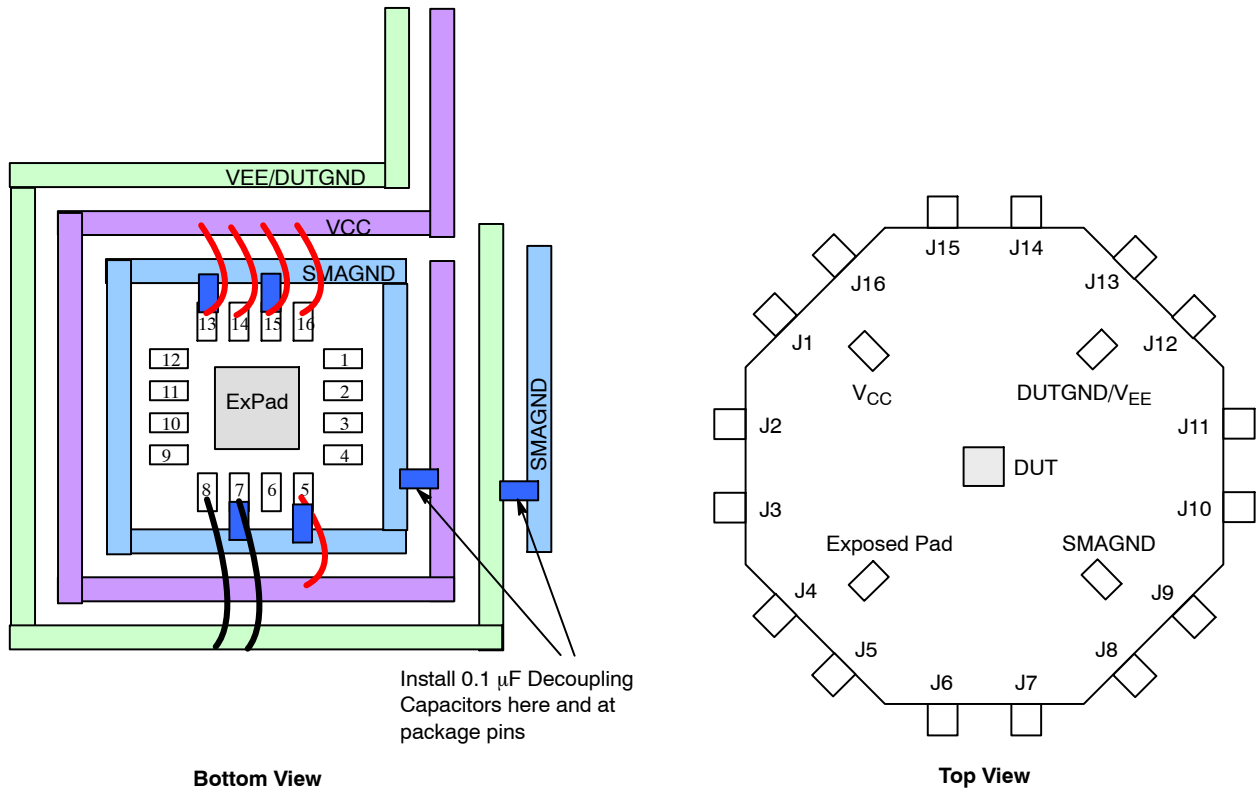 VEE/DUTGND
VCC
SMAGND
13 14 15 16
12 1
11 2
ExPad
10 3
9 4
8 7 6 5
SMAGND
Install 0.1 μF Decoupling
Capacitors here and at
package pins
Bottom View
J15 J14
J16 J13
J1 J12
VCC DUTGND/VEE
J2 J11
DUT
J3 J10
Exposed Pad SMAGND
J4 J9
J5 J8
J6 J7
Top View